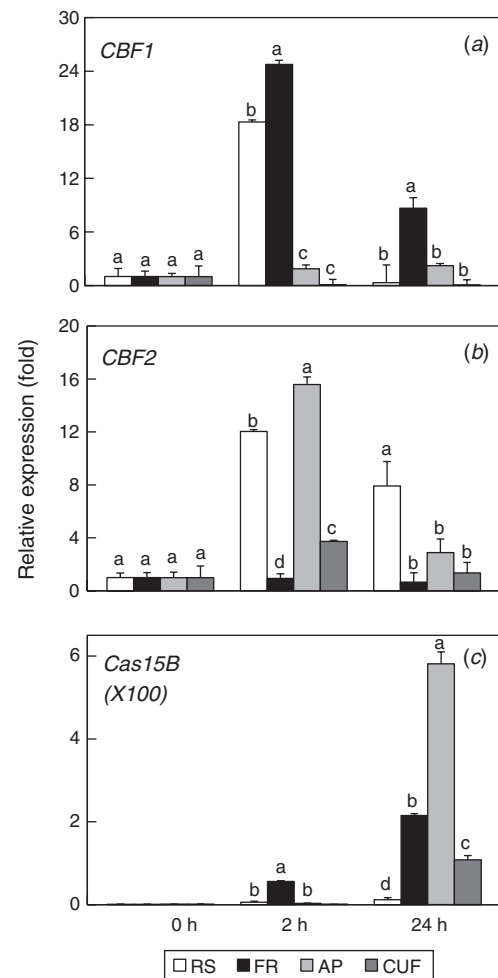 30
CBF1
(a)
a
24
b
18
12
a
6
a a a a
c
c
b
b
b
0
20
CBF2
(b)
16
a
b
12
a
8
4
a a a a
d
c
b
b
b
0
Relative expression (fold)
6
Cas15B
(X100)
(c)
a
4
2
b
a
c
b
b
d
0
0 h 2 h 24 h
RS FR AP CUF